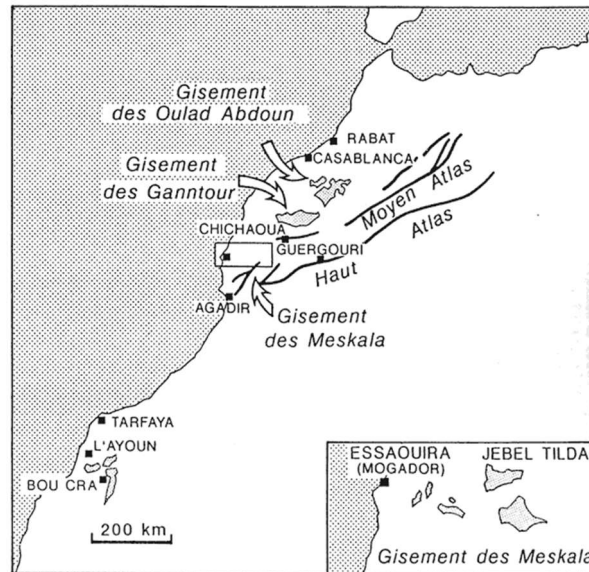 Gisement
des Oulad Abdoun
RABAT
CASABLANCA
Gisement
des Ganntour
Moyen Atlas
Atlas
CHICHAOUA
GUERGOURI
Haut
AGADIR
Gisement
des Meskala
TARFAYA
L'AYOUN
BOU CRA
200 km
ESSAOUIRA
(MOGADOR)
JEBEL TILDA
Gisement des Meskala